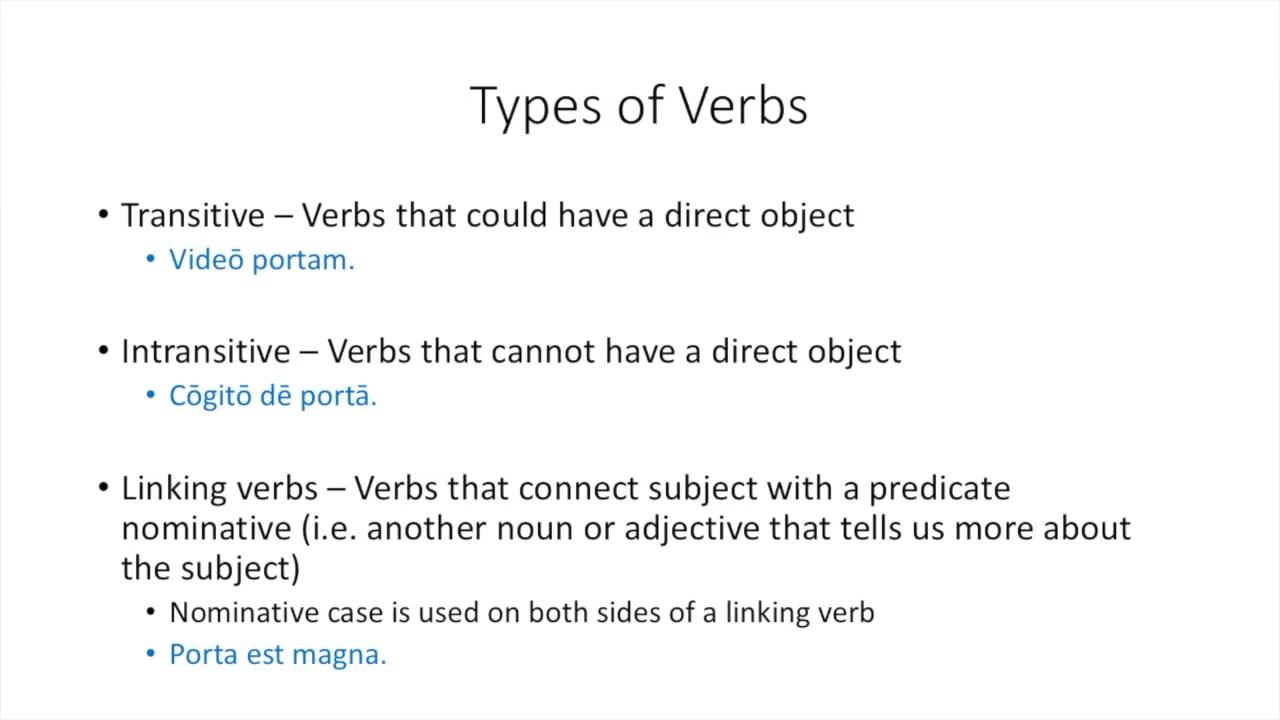 Types of Verbs
• Transitive – Verbs that could have a direct object
• Videō portam.
• Intransitive – Verbs that cannot have a direct object
• Cōgitō dē portā.
• Linking verbs – Verbs that connect subject with a predicate
nominative (i.e. another noun or adjective that tells us more about
the subject)
• Nominative case is used on both sides of a linking verb
• Porta est magna.